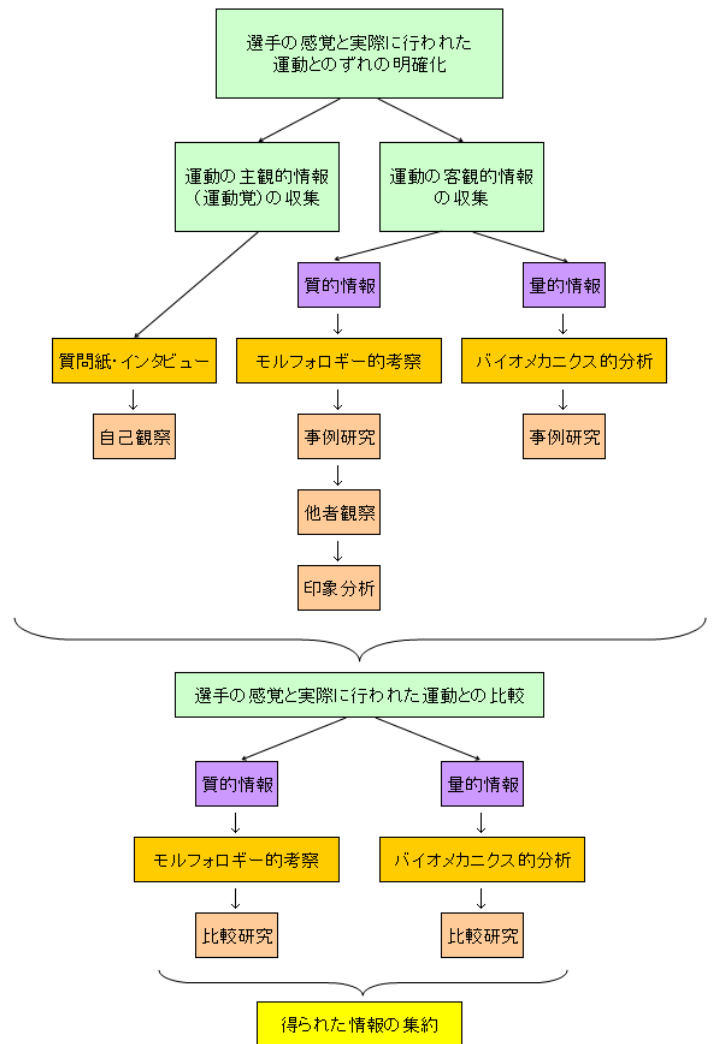 選手の感覚と実際に行われた
運動とのずれの明確化
運動の主観的情報
（運動覚）の収集
運動の客観的情報
の収集
質的情報
量的情報
質問紙・インタビュー
モルフォロギー的考察
バイオメカニクス的分析
自己観察
事例研究
事例研究
他者観察
印象分析
選手の感覚と実際に行われた運動との比較
質的情報
量的情報
モルフォロギー的考察
バイオメカニクス的分析
比較研究
比較研究
得られた情報の集約